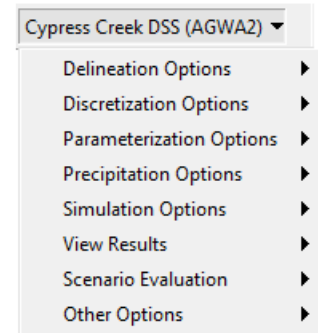 Cypress Creek DSS (AGWA2)
Delineation Options
Discretization Options
Parameterization Options
Precipitation Options
Simulation Options
View Results
Scenario Evaluation
Other Options